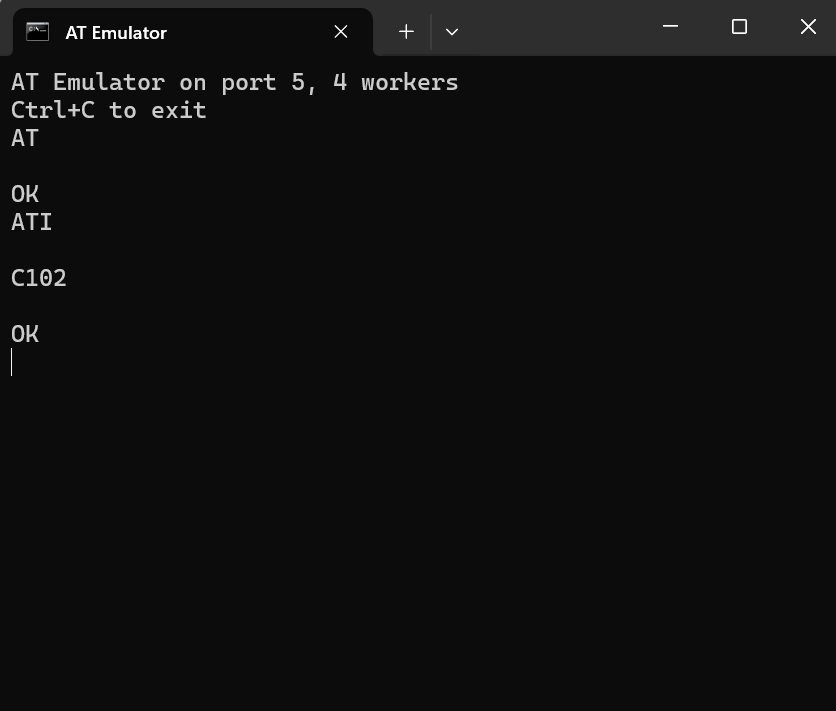 AT Emulator
AT Emulator on port 5, 4 workers
Ctrl+C to exit
AT
OK
ATI
C102
OK